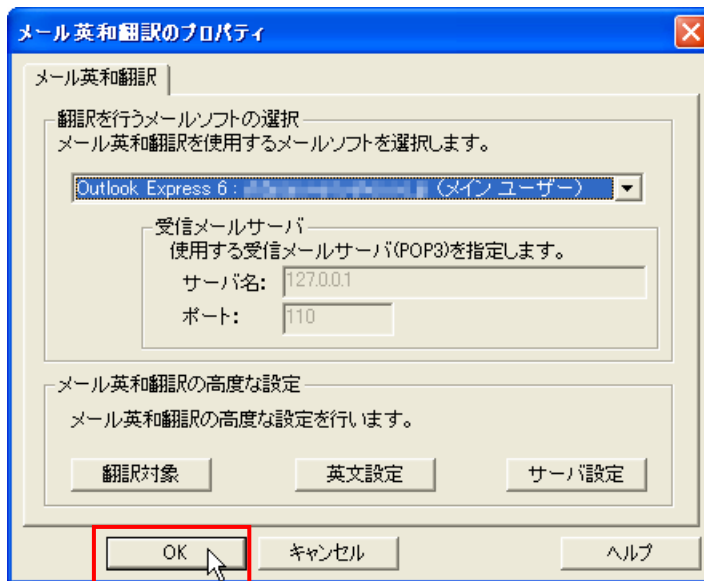 メール英和翻訳のプロパティ
メール英和翻訳
翻訳を行うメールソフトの選択
メール英和翻訳を使用するメールソフトを選択します。
Outlook Express 6 : (メイン ユーザー)
受信メールサーバ
使用する受信メールサーバ(POP3)を指定します。
サーバ名: 127.0.0.1
ポート: 110
メール英和翻訳の高度な設定
メール英和翻訳の高度な設定を行います。
翻訳対象 英文設定 サーバ設定
OK キャンセル ヘルプ